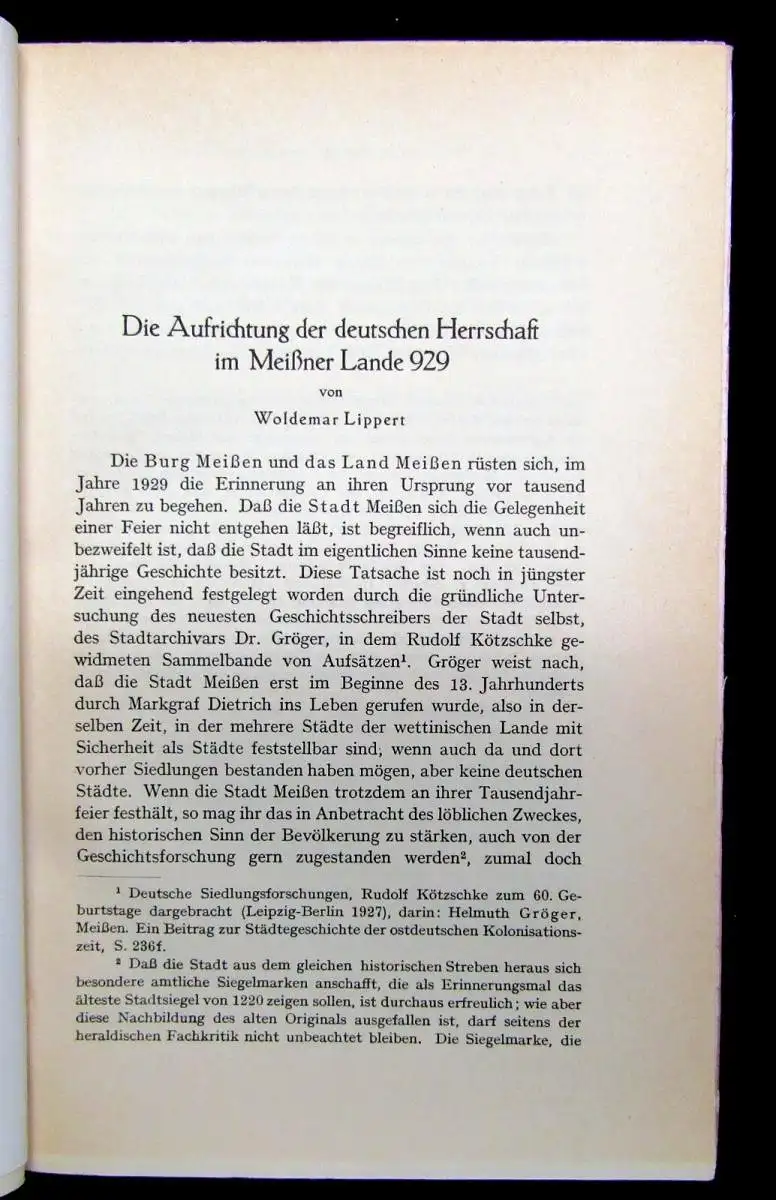 Die Aufrichtung der deutschen Herrschaft
im Meißner Lande 929
von
Woldemar Lippert
Die Burg Meißen und das Land Meißen rüsten sich, im
Jahre 1929 die Erinnerung an ihren Ursprung vor tausend
Jahren zu begehen. Daß die Stadt Meißen sich die Gelegenheit
einer Feier nicht entgehen läßt, ist begreiflich, wenn auch un-
bezweifelt ist, daß die Stadt im eigentlichen Sinne keine tausend-
jährige Geschichte besitzt. Diese Tatsache ist noch in jüngster
Zeit eingehend festgelegt worden durch die gründliche Unter-
suchung des neuesten Geschichtsschreibers der Stadt selbst,
des Stadtarchivars Dr. Gröger, in dem Rudolf Kötzschke ge-
widmeten Sammelbande von Aufsätzen¹. Gröger weist nach,
daß die Stadt Meißen erst im Beginne des 13. Jahrhunderts
durch Markgraf Dietrich ins Leben gerufen wurde, also in der-
selben Zeit, in der mehrere Städte der wettinischen Lande mit
Sicherheit als Städte feststellbar sind, wenn auch da und dort
vorher Siedlungen bestanden haben mögen, aber keine deutschen
Städte. Wenn die Stadt Meißen trotzdem an ihrer Tausendjahr-
feier festhält, so mag ihr das in Anbetracht des löblichen Zweckes,
den historischen Sinn der Bevölkerung zu stärken, auch von der
Geschichtsforschung gern zugestanden werden², zumal doch
¹ Deutsche Siedlungsforschungen, Rudolf Kötzschke zum 60. Ge-
burtstage dargebracht (Leipzig-Berlin 1927), darin: Helmuth Gröger,
Meißen. Ein Beitrag zur Städtegeschichte der ostdeutschen Kolonisations-
zeit, S. 236f.
² Daß die Stadt aus dem gleichen historischen Streben heraus sich
besondere amtliche Siegelmarken anschafft, die als Erinnerungsmal das
älteste Stadtsiegel von 1220 zeigen sollen, ist durchaus erfreulich; wie aber
diese Nachbildung des alten Originals ausgefallen ist, darf seitens der
heraldischen Fachkritik nicht unbeachtet bleiben. Die Siegelmarke, die